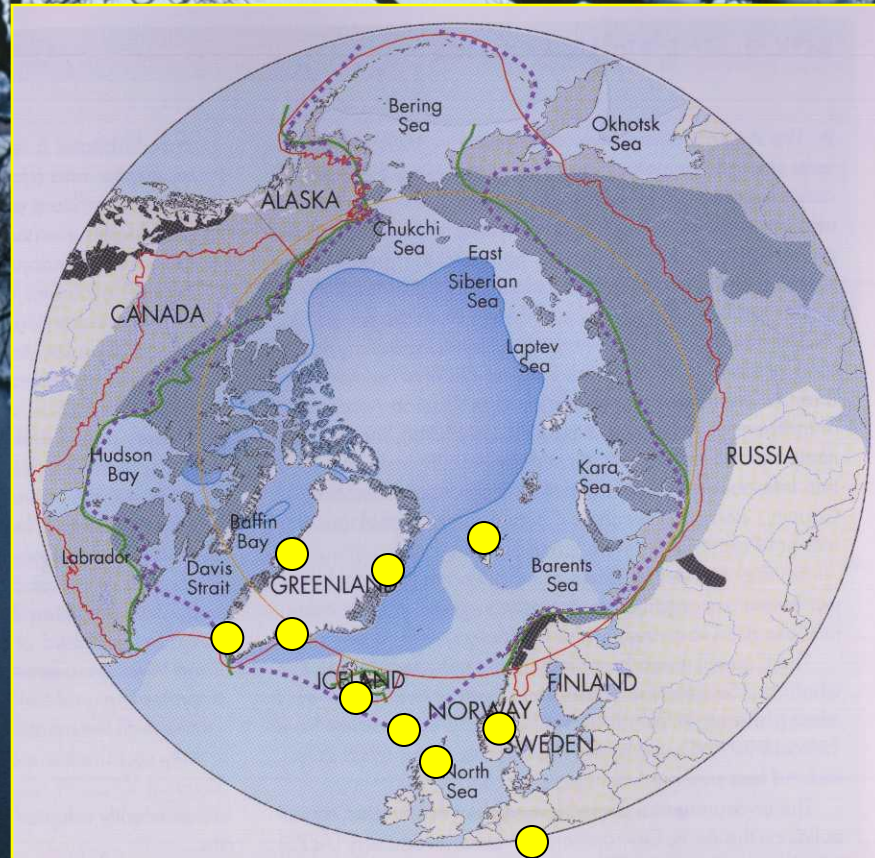 Bering
Sea
Okhotsk
Sea
ALASKA
Chukchi
Sea
East
Siberian
Sea
CANADA
Laptev
Sea
Hudson
Bay
Kara
Sea
RUSSIA
Baffin
Bay
Labrador
Davis
Strait
GREENLAND
Barents
Sea
ICELAND
FINLAND
NORWAY
SWEDEN
North
Sea